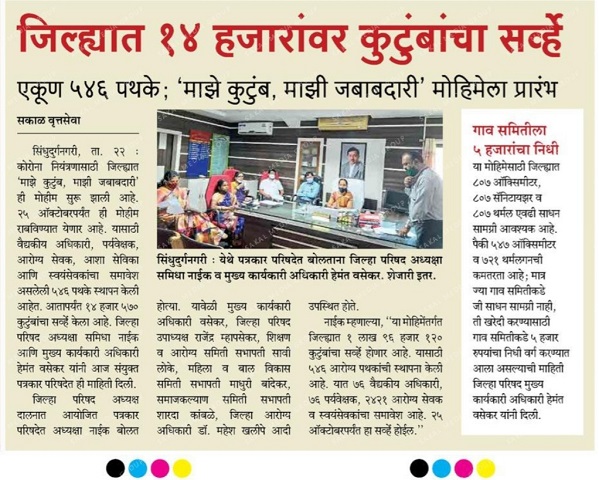 जिल्ह्यात १४ हजारांवर कुटुंबांचा सर्व्हे
एकूण ५४६ पथके; ‘माझे कुटुंब, माझी जबाबदारी’ मोहिमेला प्रारंभ
सकाळ वृत्तसेवा
सिंधुदुर्गनगरी, ता. २२ :
कोरोना नियंत्रणासाठी जिल्ह्यात
‘माझे कुटुंब, माझी जबाबदारी’
ही मोहीम सुरू झाली आहे.
२५ ऑक्टोबरपर्यंत ही मोहीम
राबविण्यात येणार आहे. यासाठी
वैद्यकीय अधिकारी, पर्यवेक्षक,
आरोग्य सेवक, आशा सेविका
आणि स्वयंसेवकांचा समावेश
असलेली ५४६ पथके स्थापन केली
आहेत. आतापर्यंत १४ हजार ५७०
कुटुंबांचा सर्व्हे केला आहे. जिल्हा
परिषद अध्यक्षा समिधा नाईक
आणि मुख्य कार्यकारी अधिकारी
हेमंत वसेकर यांनी आज संयुक्त
पत्रकार परिषदेत ही माहिती दिली.
जिल्हा परिषद अध्यक्ष
दालनात आयोजित पत्रकार
परिषदेत अध्यक्षा नाईक बोलत
सिंधुदुर्गनगरी : येथे पत्रकार परिषदेत बोलताना जिल्हा परिषद अध्यक्षा
समिधा नाईक व मुख्य कार्यकारी अधिकारी हेमंत वसेकर. शेजारी इतर.
होत्या. यावेळी मुख्य कार्यकारी
अधिकारी वसेकर, जिल्हा परिषद
उपाध्यक्ष राजेंद्र म्हापसेकर, शिक्षण
व आरोग्य समिती सभापती सावी
लोके, महिला व बाल विकास
समिती सभापती माधुरी बांदेकर,
समाजकल्याण समिती सभापती
शारदा कांबळे, जिल्हा आरोग्य
अधिकारी डॉ. महेश खलीपे आदी
उपस्थित होते.
नाईक म्हणाल्या, ‘‘या मोहिमेंतर्गत
जिल्ह्यात १ लाख ९६ हजार १२०
कुटुंबांचा सर्व्हे होणार आहे. यासाठी
५४६ आरोग्य पथकांची स्थापना केली
आहे. यात ७६ वैद्यकीय अधिकारी,
७६ पर्यवेक्षक, २४२१ आरोग्य सेवक
व स्वयंसेवकांचा समावेश आहे. २५
ऑक्टोबरपर्यंत हा सर्व्हे होईल.’’
गाव समितीला
५ हजारांचा निधी
या मोहिमेसाठी जिल्ह्यात
८०७ ऑक्सिमीटर,
८०७ सॅनिटायझर व
८०७ थर्मल एवढी साधन
सामग्री आवश्यक आहे.
पैकी ५४७ ऑक्सिमीटर
व ७२१ थर्मलगनची
कमतरता आहे; मात्र
ज्या गाव समितीकडे
जी साधन सामग्री नाही,
ती खरेदी करण्यासाठी
गाव समितीकडे ५ हजार
रुपयांचा निधी वर्ग करण्यात
आला असल्याची माहिती
जिल्हा परिषद मुख्य
कार्यकारी अधिकारी हेमंत
वसेकर यांनी दिली.